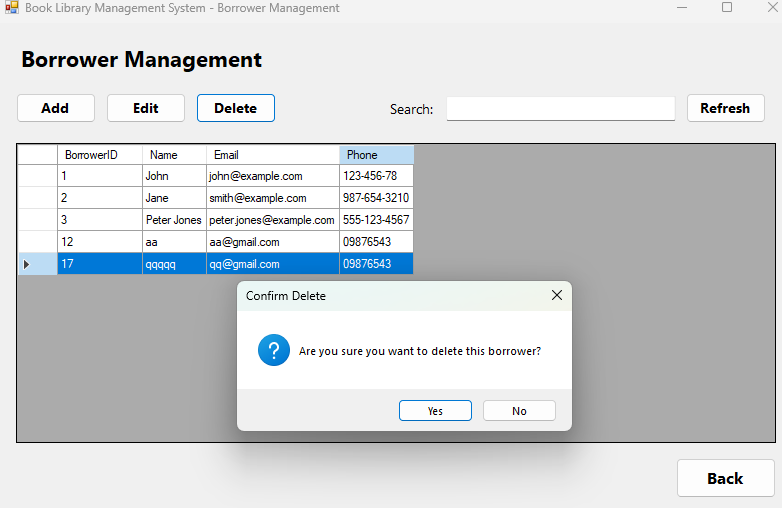 Book Library Management System - Borrower Management
Borrower Management
Add Edit Delete Search: Refresh
BorrowerID Name Email Phone
1 John john@example.com 123-456-78
2 Jane smith@example.com 987-654-3210
3 Peter Jones peter.jones@example.com 555-123-4567
12 aa aa@gmail.com 09876543
17 qqqqq qq@gmail.com 09876543
Confirm Delete
Are you sure you want to delete this borrower?
Yes No
Back